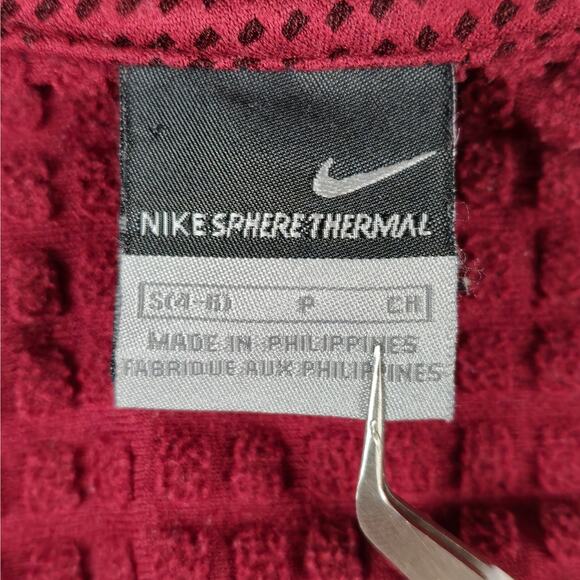 NIKE SPHERE THERMAL
S(4-6) P CH
MADE IN PHILIPPINES
FABRIQUE AUX PHILIPPINES